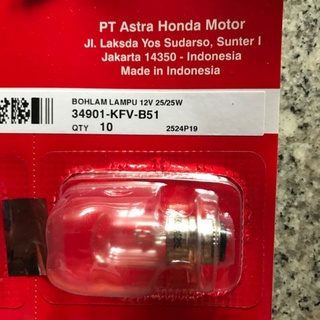 PT Astra Honda Motor
Jl. Laksda Yos Sudarso, Sunter I
Jakarta 14350 - Indonesia
Made in Indonesia
BOHLAM LAMPU 12V 25/25W
34901-KFV-B51
QTY 10 2524P19